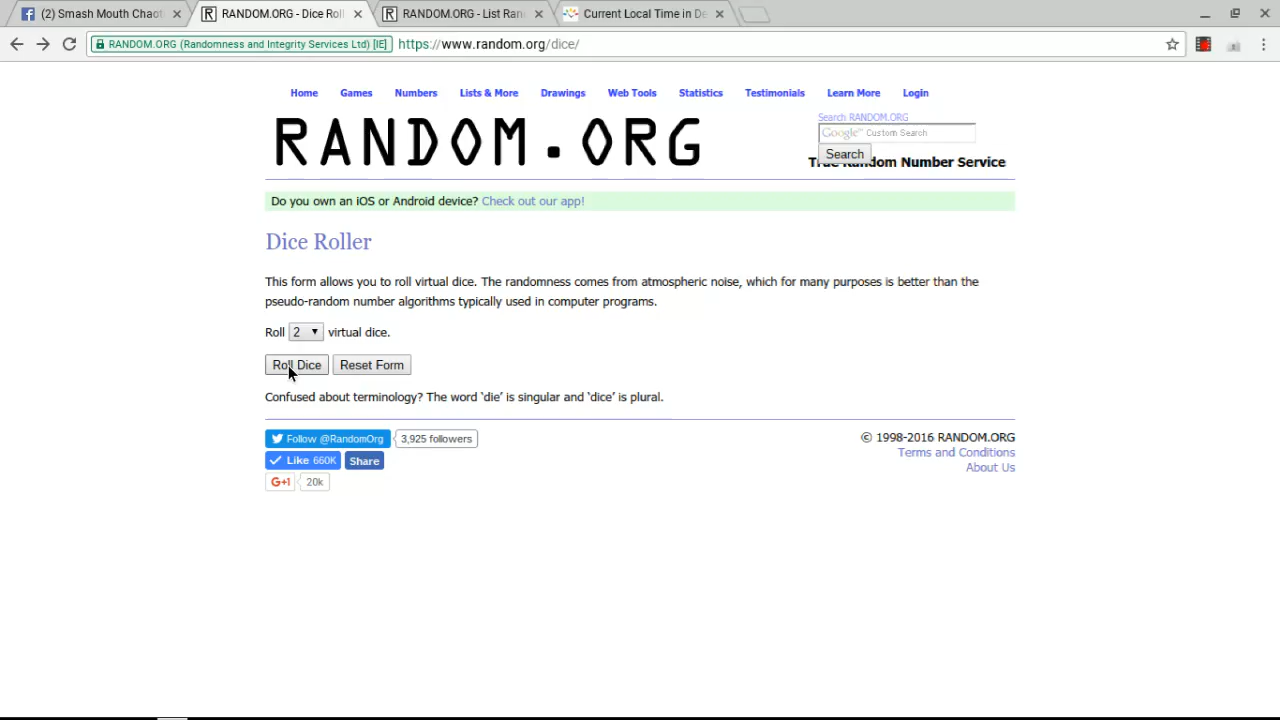 (2) Smash Mouth Chaoti
RANDOM.ORG - Dice Roll
RANDOM.ORG - List Ran
Current Local Time in De
RANDOM.ORG (Randomness and Integrity Services Ltd) [IE]
https://www.random.org/dice/
Home Games Numbers Lists & More Drawings Web Tools Statistics Testimonials Learn More Login
RANDOM.ORG
Search RANDOM.ORG
Google™ Custom Search
Search
True Random Number Service
Do you own an iOS or Android device? Check out our app!
Dice Roller
This form allows you to roll virtual dice. The randomness comes from atmospheric noise, which for many purposes is better than the
pseudo-random number algorithms typically used in computer programs.
Roll 2 virtual dice.
Roll Dice Reset Form
Confused about terminology? The word ‘die’ is singular and ‘dice’ is plural.
Follow @RandomOrg 3,925 followers
Like 660K Share
G+1 20k
© 1998-2016 RANDOM.ORG
Terms and Conditions
About Us